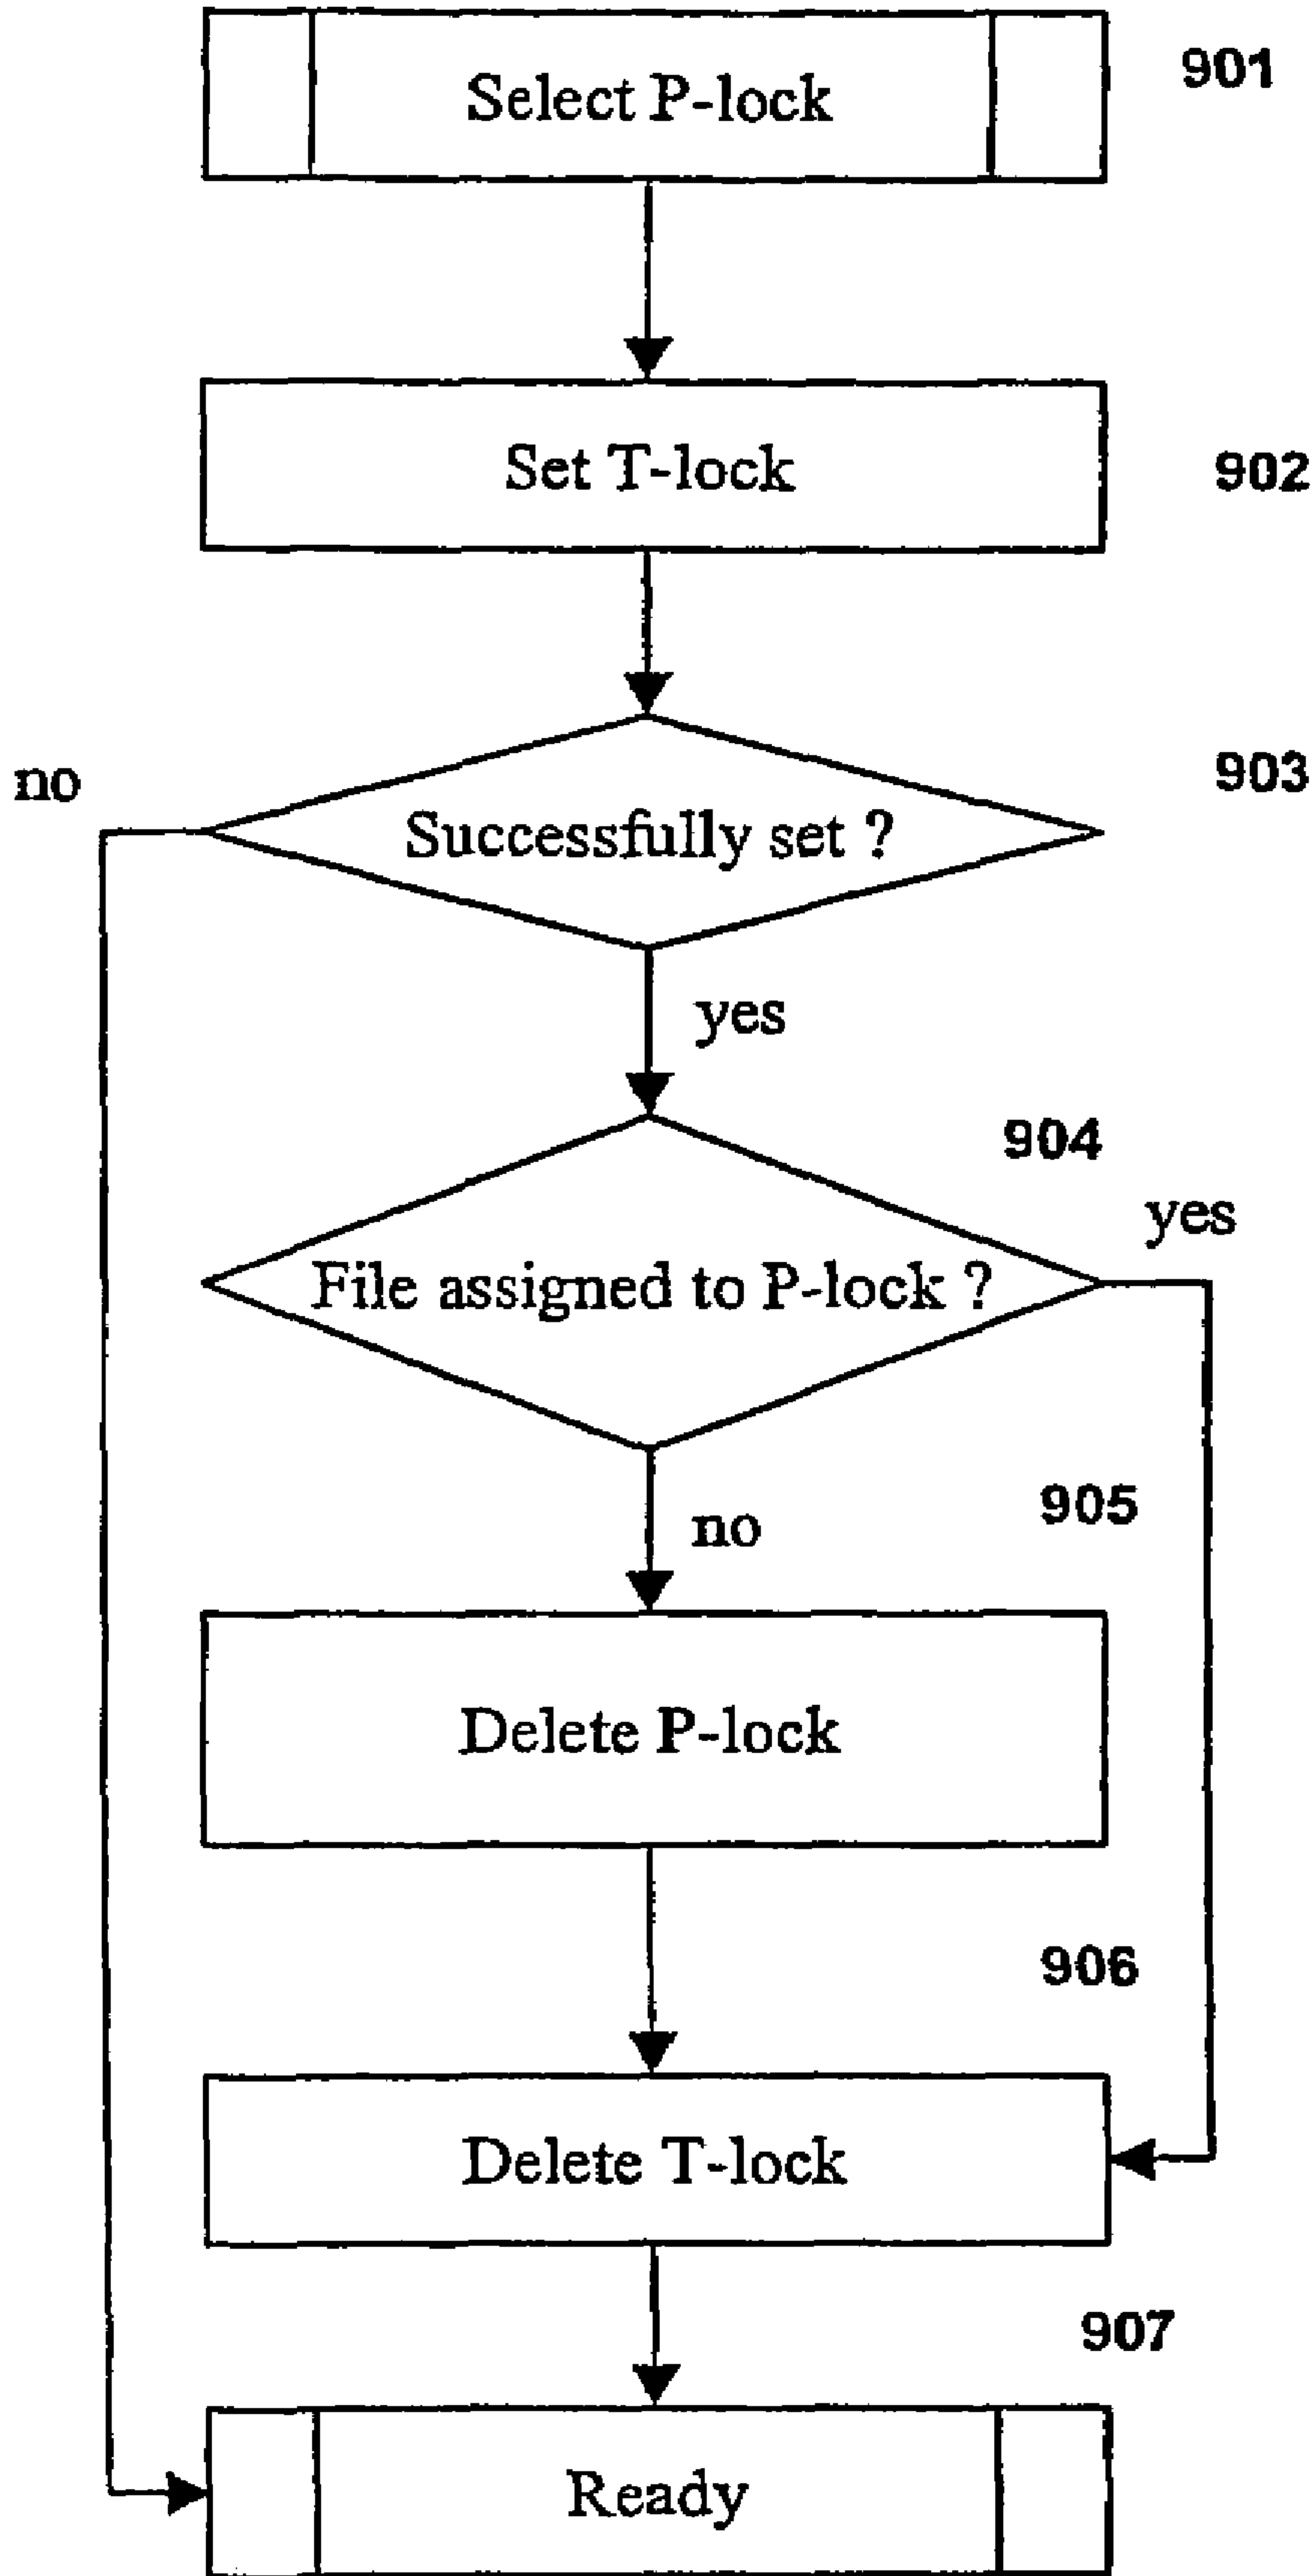 Select P-lock
901
Set T-lock
902
903
no
Successfully set ?
yes
904
yes
File assigned to P-lock ?
905
no
Delete P-lock
906
Delete T-lock
907
Ready